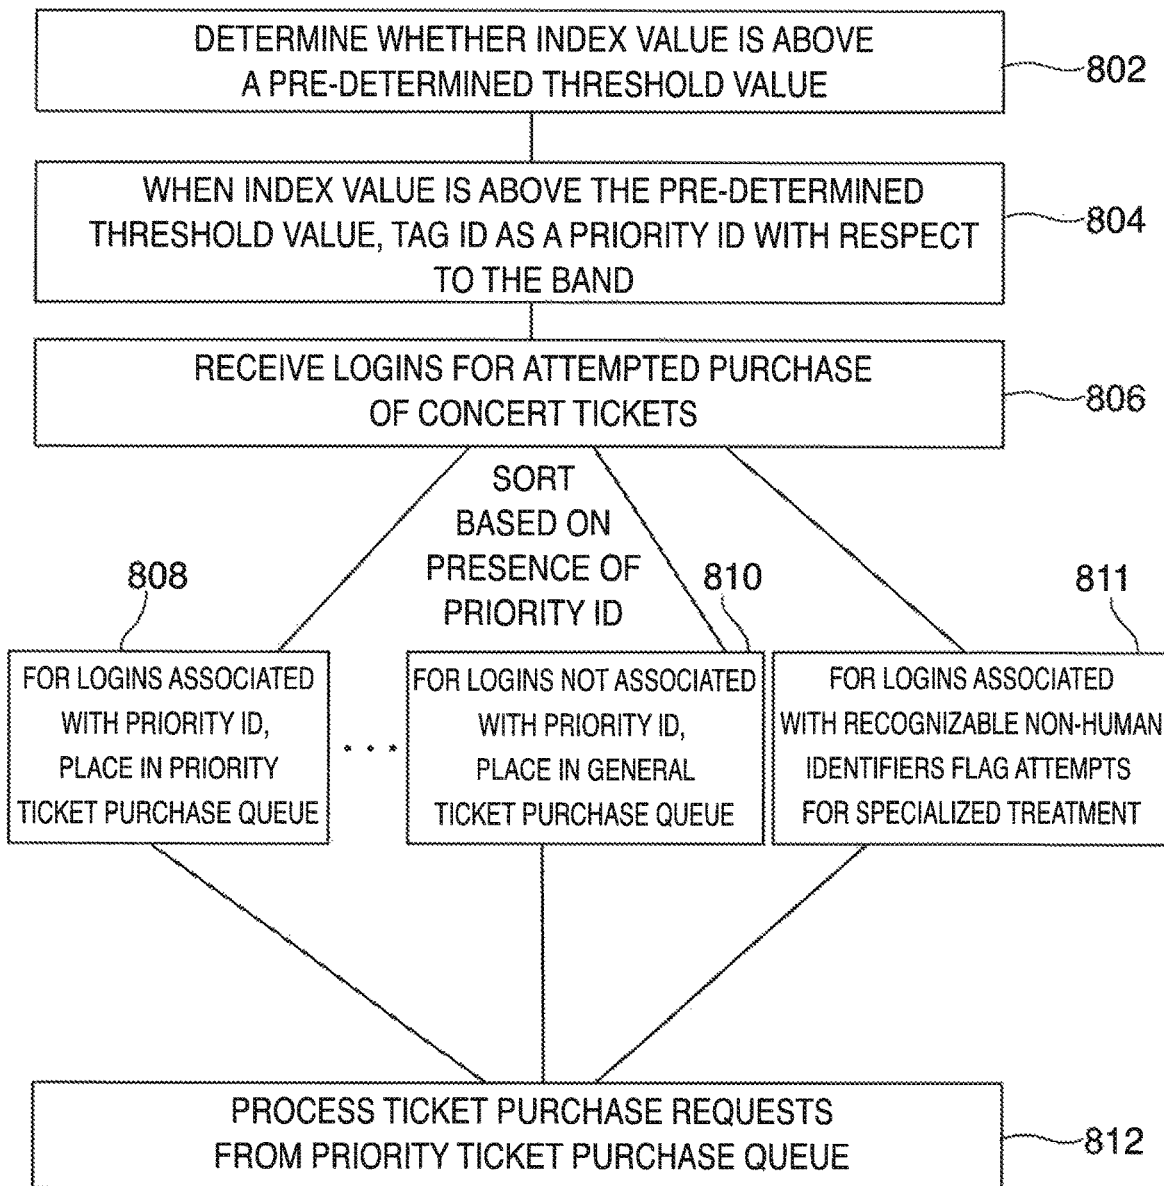 DETERMINE WHETHER INDEX VALUE IS ABOVE
A PRE-DETERMINED THRESHOLD VALUE
802
WHEN INDEX VALUE IS ABOVE THE PRE-DETERMINED
THRESHOLD VALUE, TAG ID AS A PRIORITY ID WITH RESPECT
TO THE BAND
804
RECEIVE LOGINS FOR ATTEMPTED PURCHASE
OF CONCERT TICKETS
806
SORT
BASED ON
PRESENCE OF
PRIORITY ID
808
FOR LOGINS ASSOCIATED
WITH PRIORITY ID,
PLACE IN PRIORITY
TICKET PURCHASE QUEUE
. . .
810
FOR LOGINS NOT ASSOCIATED
WITH PRIORITY ID,
PLACE IN GENERAL
TICKET PURCHASE QUEUE
811
FOR LOGINS ASSOCIATED
WITH RECOGNIZABLE NON-HUMAN
IDENTIFIERS FLAG ATTEMPTS
FOR SPECIALIZED TREATMENT
PROCESS TICKET PURCHASE REQUESTS
FROM PRIORITY TICKET PURCHASE QUEUE
812